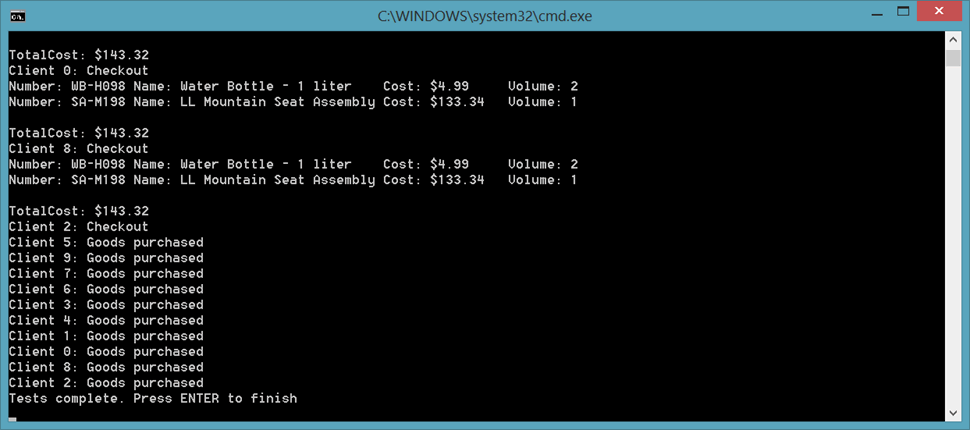 C:\WINDOWS\system32\cmd.exe
TotalCost: $143.32
Client 0: Checkout
Number: WB-H098 Name: Water Bottle - 1 liter    Cost: $4.99     Volume: 2
Number: SA-M198 Name: LL Mountain Seat Assembly Cost: $133.34   Volume: 1
TotalCost: $143.32
Client 8: Checkout
Number: WB-H098 Name: Water Bottle - 1 liter    Cost: $4.99     Volume: 2
Number: SA-M198 Name: LL Mountain Seat Assembly Cost: $133.34   Volume: 1
TotalCost: $143.32
Client 2: Checkout
Client 5: Goods purchased
Client 9: Goods purchased
Client 7: Goods purchased
Client 6: Goods purchased
Client 3: Goods purchased
Client 4: Goods purchased
Client 1: Goods purchased
Client 0: Goods purchased
Client 8: Goods purchased
Client 2: Goods purchased
Tests complete. Press ENTER to finish